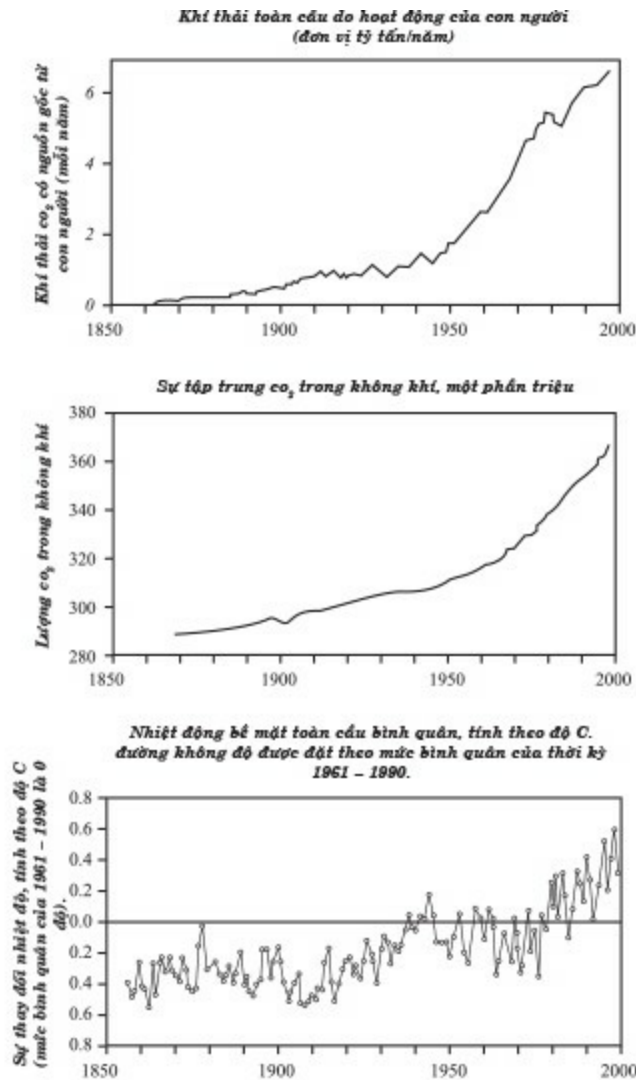 Khí thải toàn cầu do hoạt động của con người
(đơn vị tỷ tấn/năm)
Khí thải co₂ có nguồn gốc từ
con người (mỗi năm)
6
4
2
0
1850
1900
1950
2000
Sự tập trung co₂ trong không khí, một phần triệu
Lượng co₂ trong không khí
380
360
340
320
300
280
1850
1900
1950
2000
Nhiệt động bề mặt toàn cầu bình quân, tính theo độ C.
đường không độ được đặt theo mức bình quân của thời kỳ
1961 – 1990.
Sự thay đổi nhiệt độ, tính theo độ C
(mức bình quân của 1961 – 1990 là 0
độ).
0.8
0.6
0.4
0.2
0.0
0.2
0.4
0.6
0.8
1850
1900
1950
2000